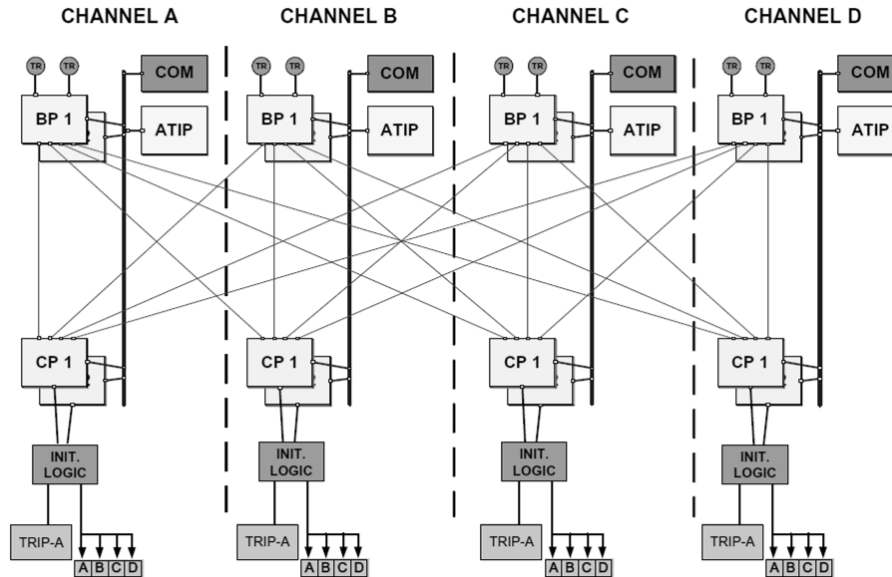 CHANNEL A
CHANNEL B
CHANNEL C
CHANNEL D
TR TR
COM
TR TR
COM
TR TR
COM
TR TR
COM
BP 1
ATIP
BP 1
ATIP
BP 1
ATIP
BP 1
ATIP
CP 1
CP 1
CP 1
CP 1
INIT.
LOGIC
INIT.
LOGIC
INIT.
LOGIC
INIT.
LOGIC
TRIP-A
A B C D
TRIP-A
A B C D
TRIP-A
A B C D
TRIP-A
A B C D